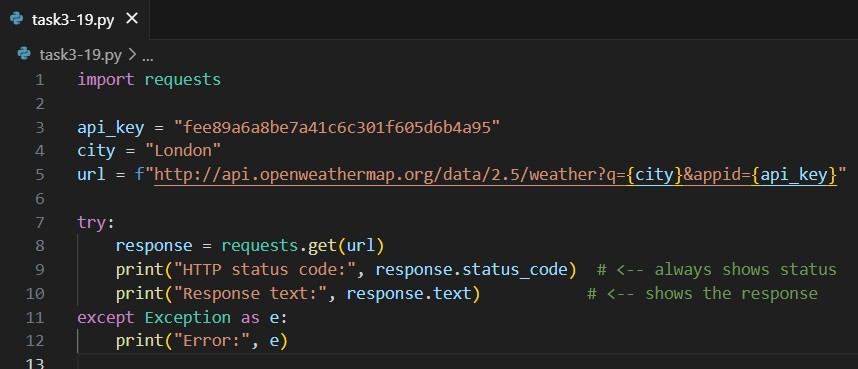 task3-19.py ×
task3-19.py > ...
1 import requests
2
3 api_key = "fee89a6a8be7a41c6c301f605d6b4a95"
4 city = "London"
5 url = f"http://api.openweathermap.org/data/2.5/weather?q={city}&appid={api_key}"
6
7 try:
8     response = requests.get(url)
9     print("HTTP status code:", response.status_code)  # <-- always shows status
10     print("Response text:", response.text)           # <-- shows the response
11 except Exception as e:
12     print("Error:", e)
13